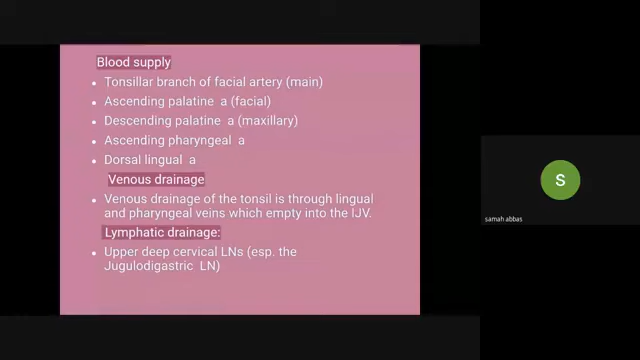 Blood supply
• Tonsillar branch of facial artery (main)
• Ascending palatine a (facial)
• Descending palatine a (maxillary)
• Ascending pharyngeal a
• Dorsal lingual a
Venous drainage
• Venous drainage of the tonsil is through lingual
and pharyngeal veins which empty into the IJV.
Lymphatic drainage:
• Upper deep cervical LNs (esp. the
Jugulodigastric LN)
S
samah abbas